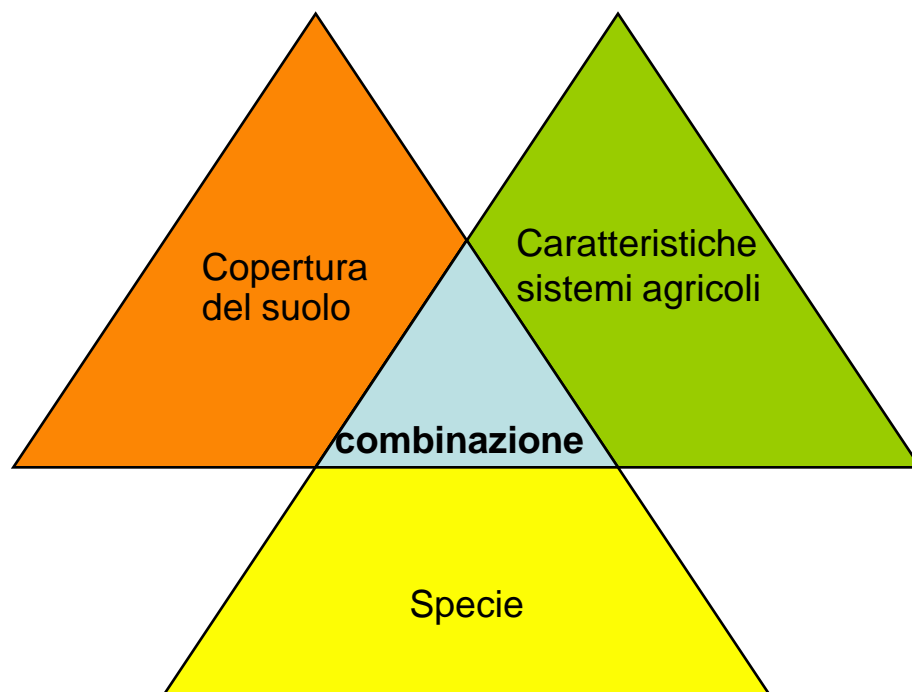 Copertura
del suolo
Caratteristiche
sistemi agricoli
combinazione
Specie